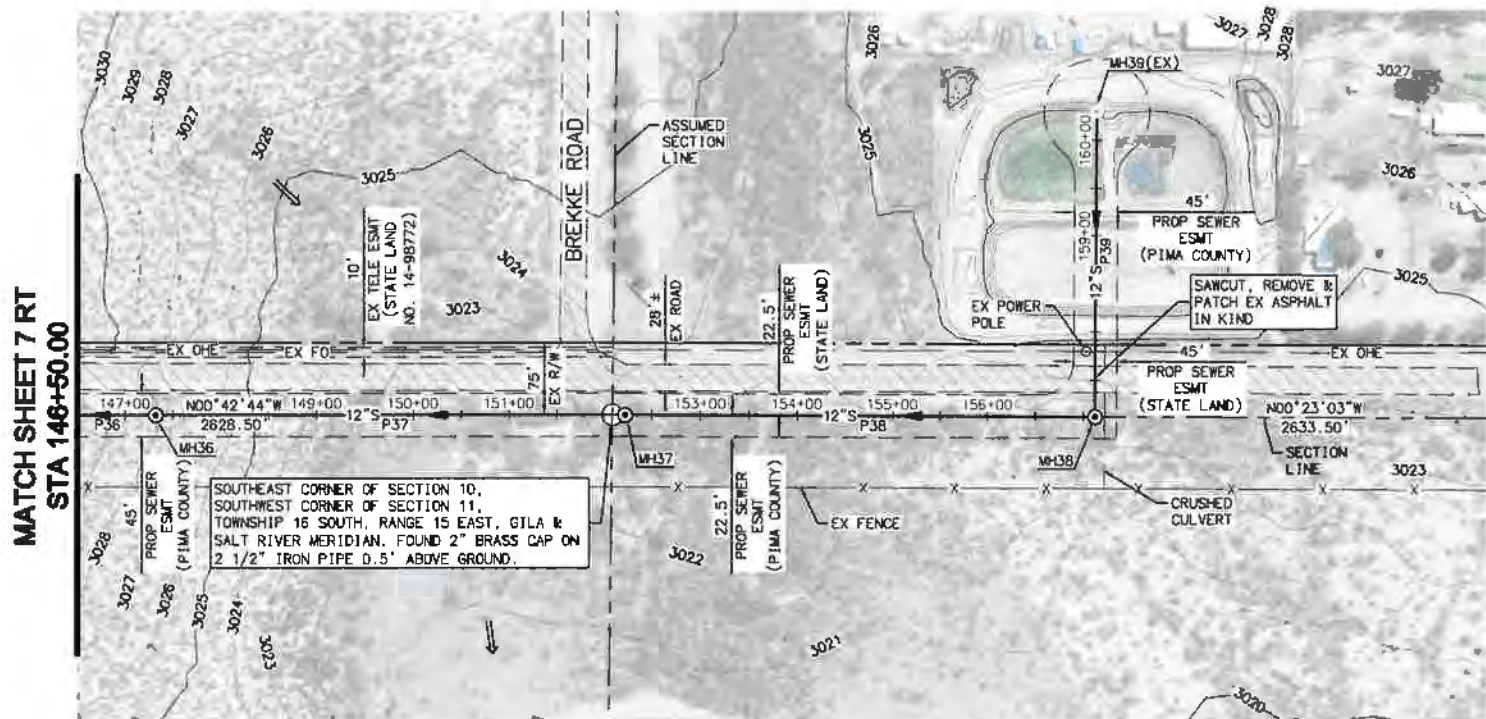 MATCH SHEET 7 RT
STA 146+50.00
3030
3029
3028
3027
3026
3025
3024
3023
10'
EX TELE ESMT
(STATE LAND
NO. 14-98772)
BREKKE ROAD
ASSUMED
SECTION
LINE
28'±
EX ROAD
22.5'
PROP SEWER
ESMT
(STATE LAND)
3026
3025
MH39(EX)
160+00
159+00
12"S
P39
45'
PROP SEWER
ESMT
(PIMA COUNTY)
SAWCUT, REMOVE &
PATCH EX ASPHALT
IN KIND
EX POWER
POLE
3027
3028
3028
3027
3026
3025
EX OHE
EX FO
75'
EX R/W
45'
PROP SEWER
ESMT
(STATE LAND)
EX OHE
147+00
N00°42'44"W
149+00
150+00
151+00
153+00
154+00
155+00
156+00
N00°23'03"W
P36
2628.50'
12"S
P37
12"S
P38
2633.50'
MH36
MH37
MH38
SECTION
LINE
3023
45'
PROP SEWER
ESMT
(PIMA COUNTY)
SOUTHEAST CORNER OF SECTION 10,
SOUTHWEST CORNER OF SECTION 11,
TOWNSHIP 16 SOUTH, RANGE 15 EAST, GILA &
SALT RIVER MERIDIAN. FOUND 2" BRASS CAP ON
2 1/2" IRON PIPE 0.5' ABOVE GROUND.
22.5'
PROP SEWER
ESMT
(PIMA COUNTY)
EX FENCE
CRUSHED
CULVERT
3028
3027
3026
3025
3024
3023
3022
3021
3020